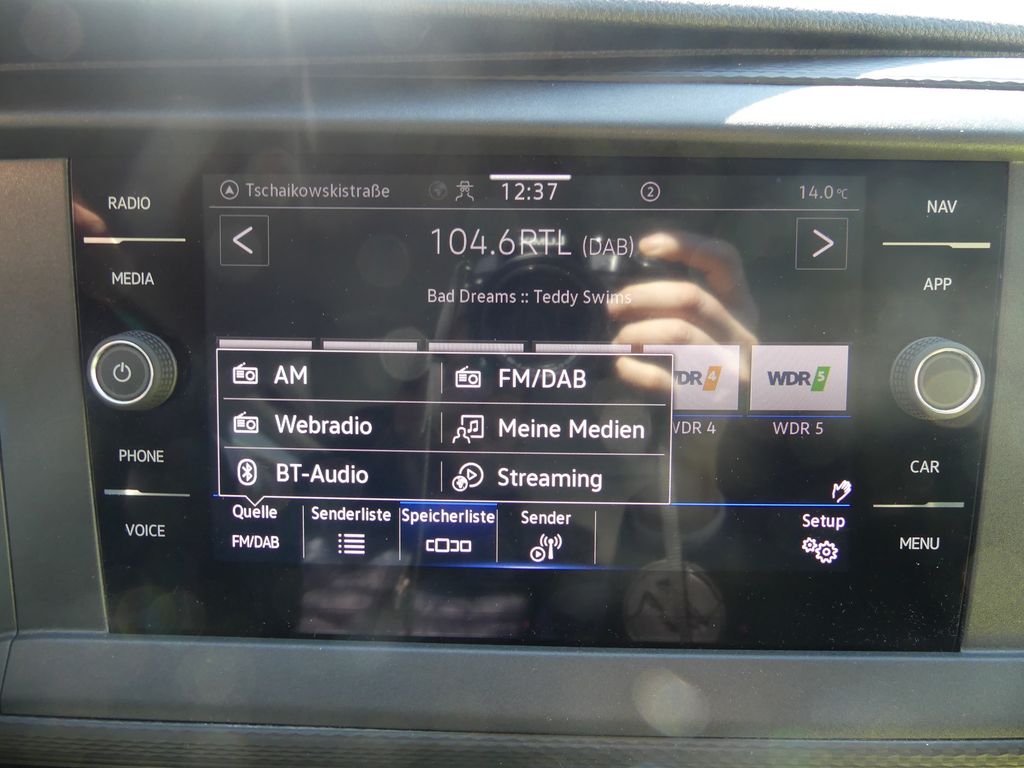 RADIO
MEDIA
PHONE
VOICE
Tschaikowskistraße
12:37
2
14.0°C
104.6RTL (DAB)
Bad Dreams :: Teddy Swims
AM
FM/DAB
Webradio
Meine Medien
BT-Audio
Streaming
WDR 4
WDR 4
WDR 5
WDR 5
Quelle
FM/DAB
Senderliste
Speicherliste
Sender
Setup
NAV
APP
CAR
MENU